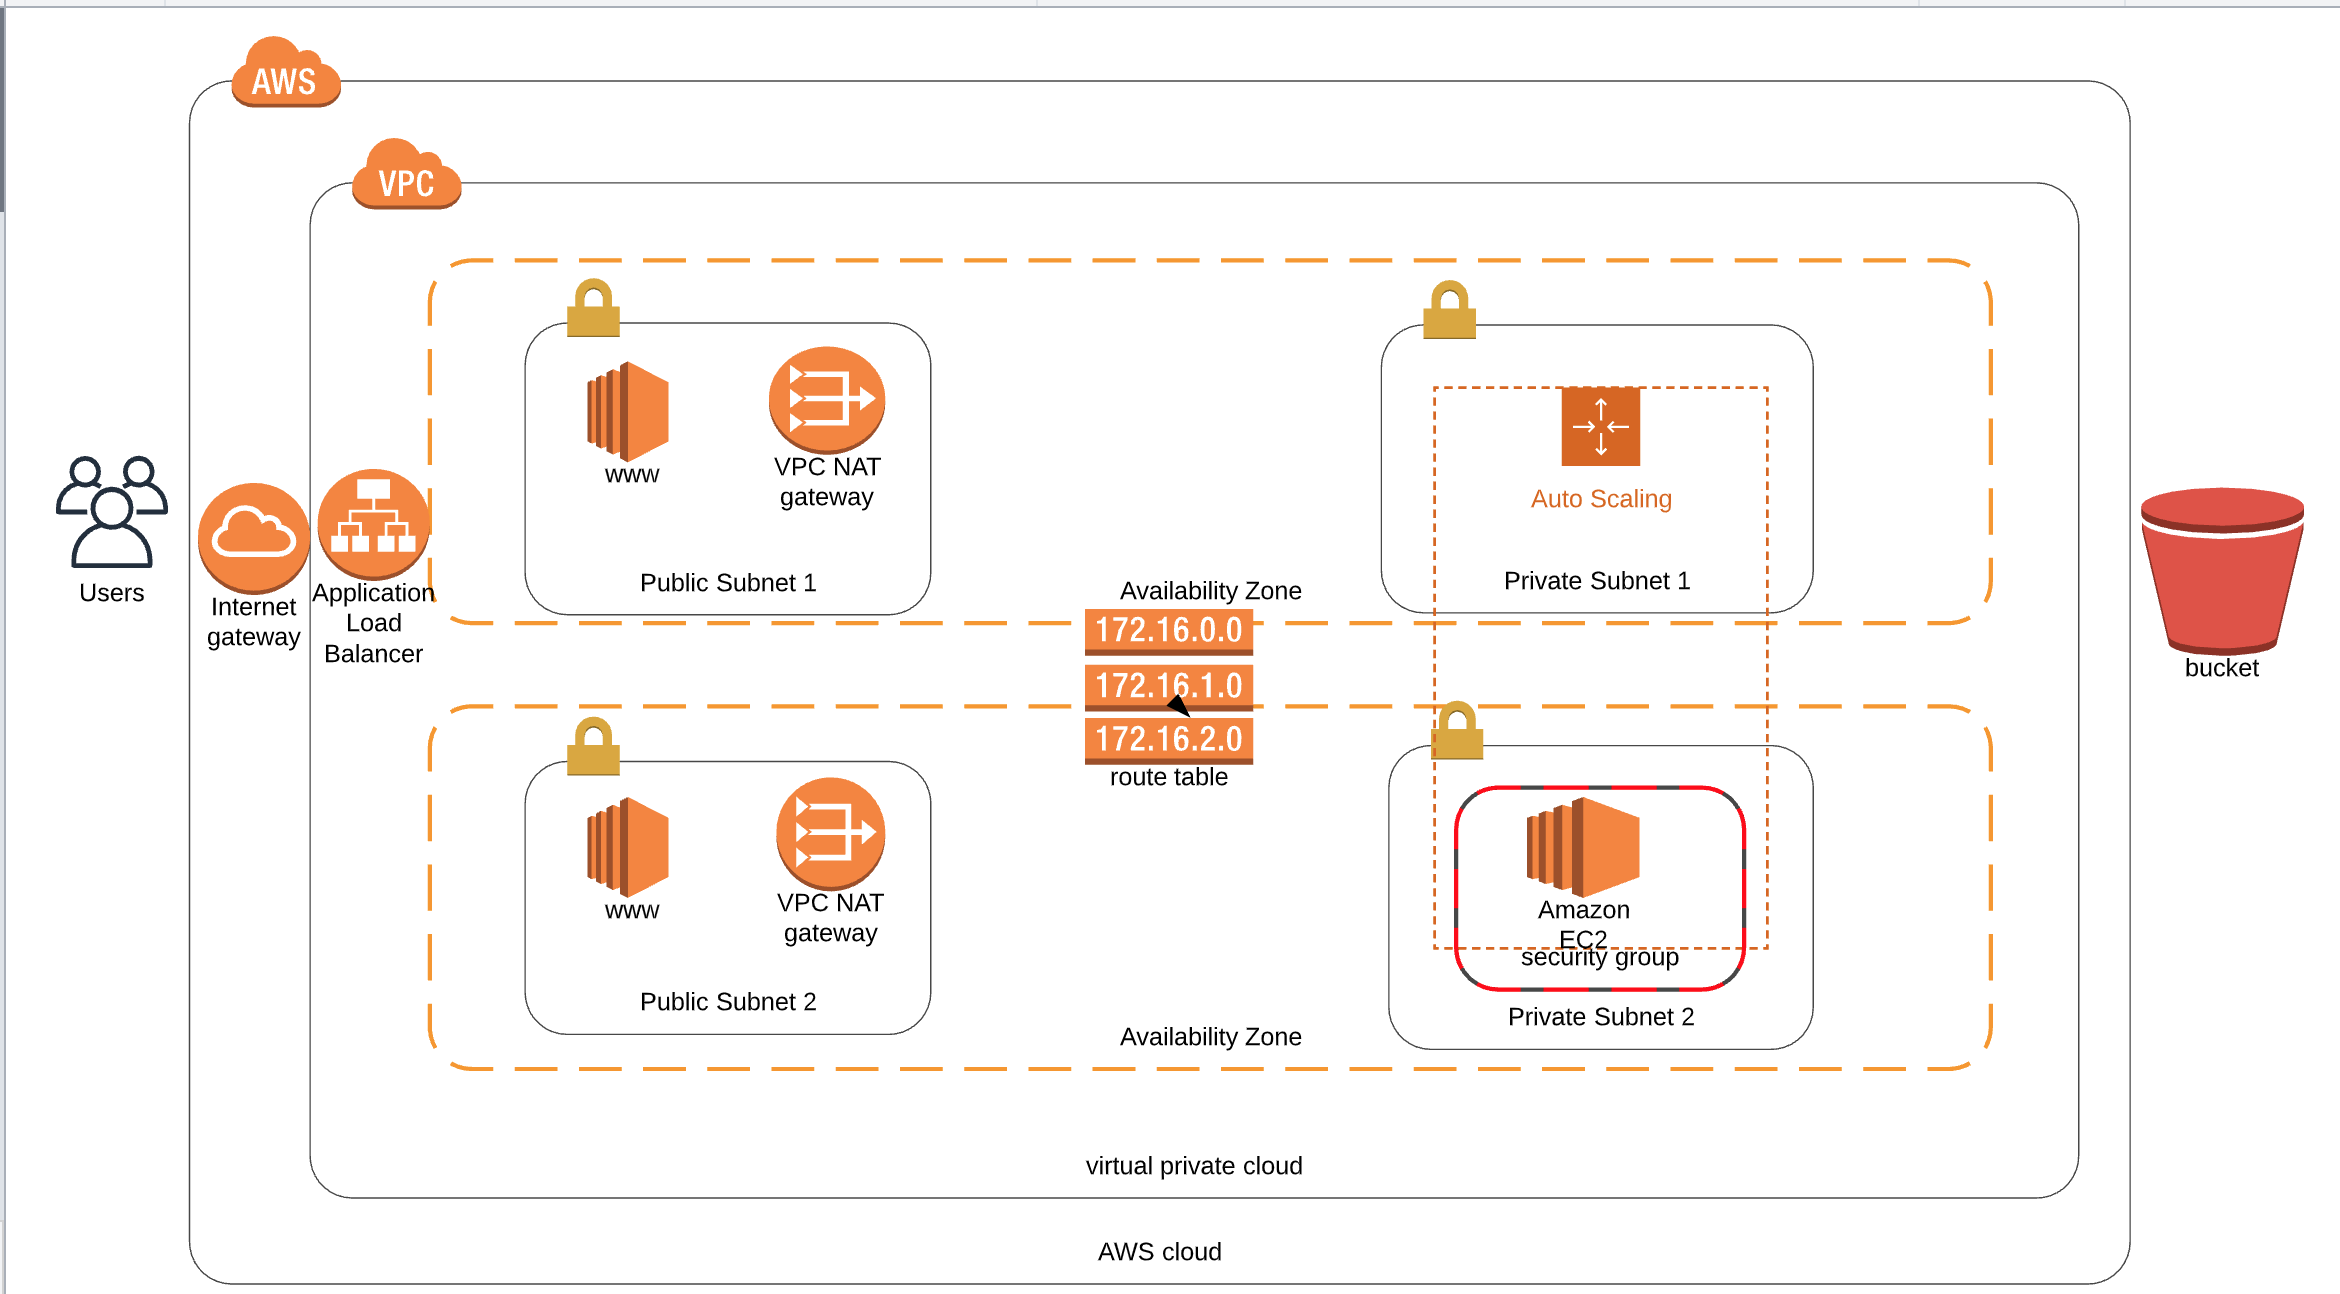 AWS
VPC
www
VPC NAT
gateway
Public Subnet 1
Auto Scaling
Private Subnet 1
Users
Internet
gateway
Application
Load
Balancer
Availability Zone
172.16.0.0
172.16.1.0
172.16.2.0
route table
bucket
www
VPC NAT
gateway
Public Subnet 2
Amazon
EC2
security group
Private Subnet 2
Availability Zone
virtual private cloud
AWS cloud